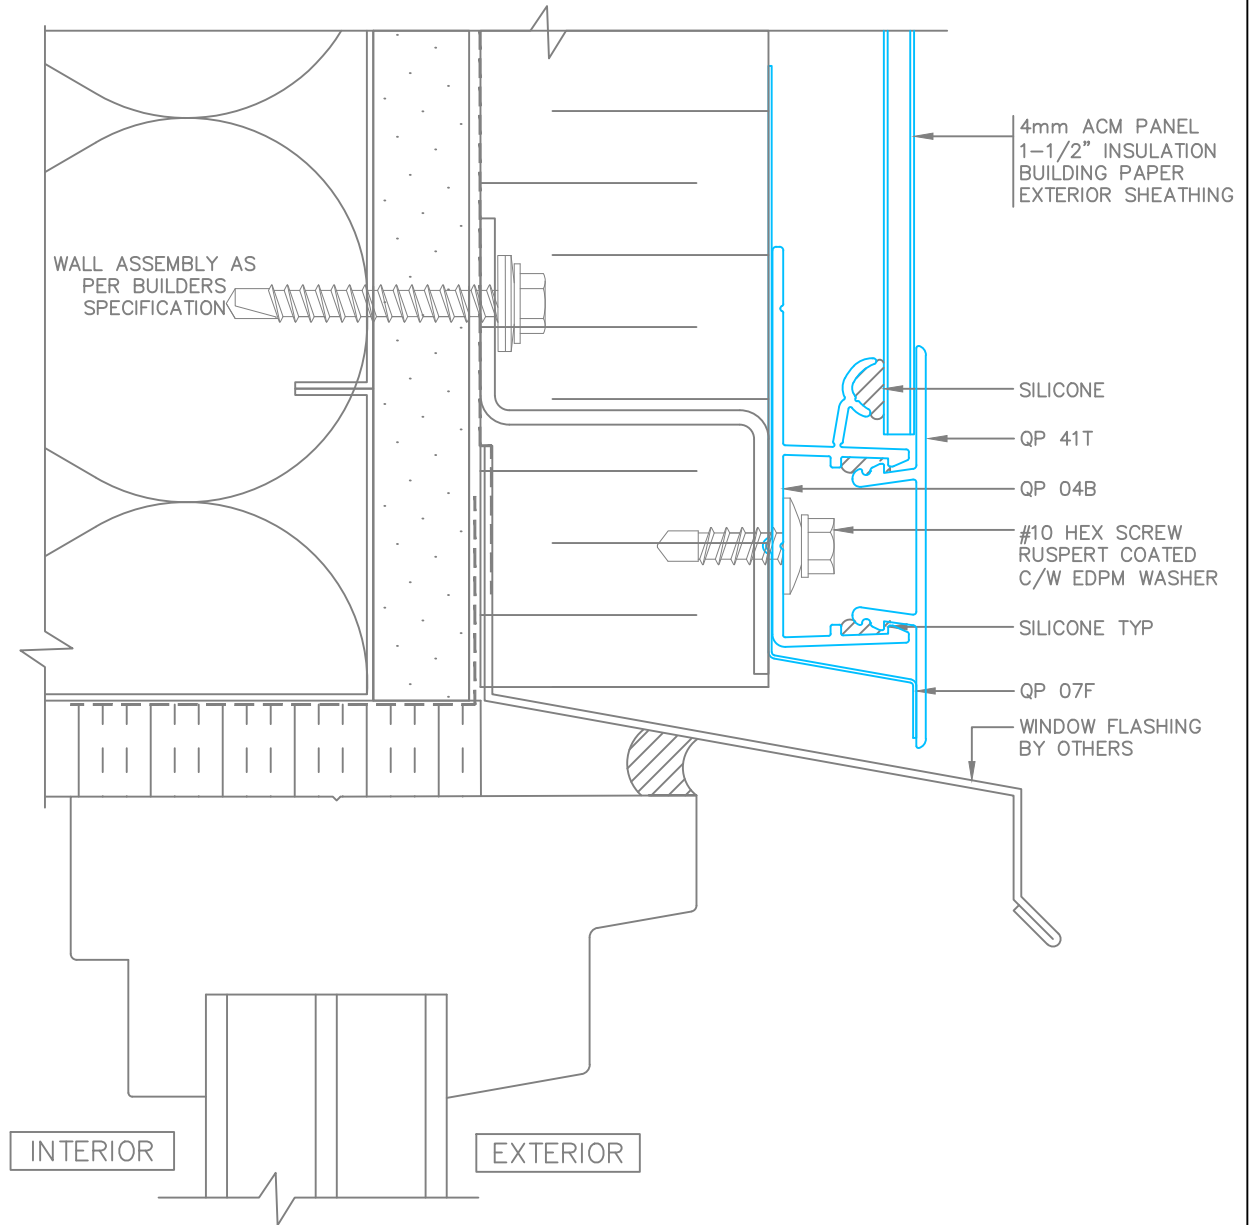 4mm ACM PANEL
1-1/2" INSULATION
BUILDING PAPER
EXTERIOR SHEATHING
WALL ASSEMBLY AS
PER BUILDERS
SPECIFICATION
SILICONE
QP 41T
QP 04B
#10 HEX SCREW
RUSPERT COATED
C/W EDPM WASHER
SILICONE TYP
QP 07F
WINDOW FLASHING
BY OTHERS
INTERIOR
EXTERIOR